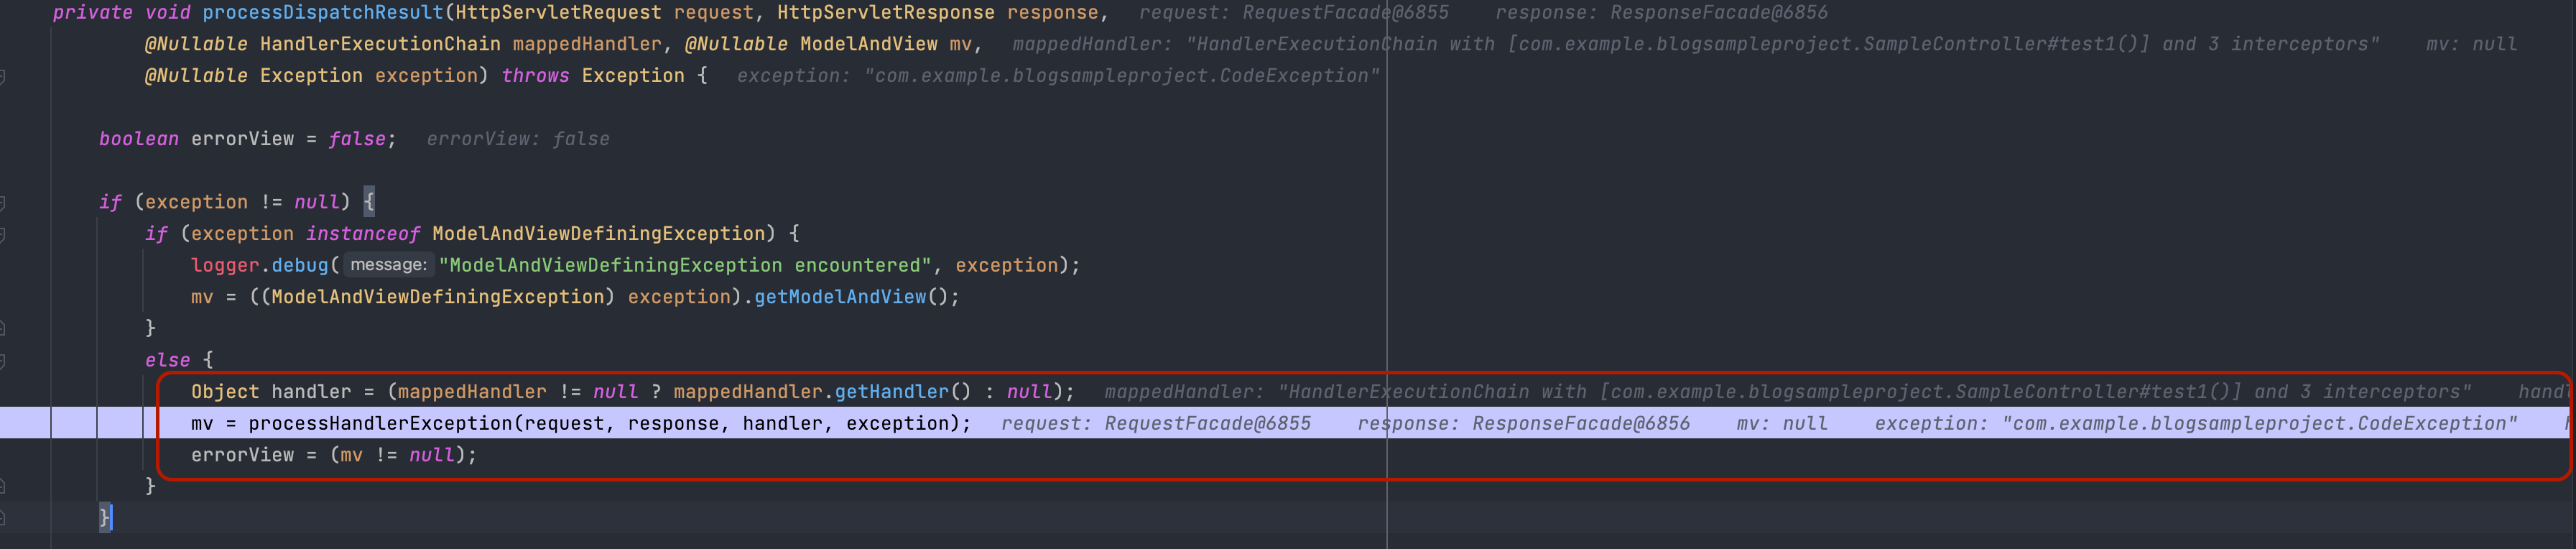 private void processDispatchResult(HttpServletRequest request, HttpServletResponse response,   request: RequestFacade@6855   response: ResponseFacade@6856
@Nullable HandlerExecutionChain mappedHandler, @Nullable ModelAndView mv,   mappedHandler: "HandlerExecutionChain with [com.example.blogsampleproject.SampleController#test1()] and 3 interceptors"   mv: null
@Nullable Exception exception) throws Exception {   exception: "com.example.blogsampleproject.CodeException"
boolean errorView = false;   errorView: false
if (exception != null) {
if (exception instanceof ModelAndViewDefiningException) {
logger.debug( message: "ModelAndViewDefiningException encountered", exception);
mv = ((ModelAndViewDefiningException) exception).getModelAndView();
}
else {
Object handler = (mappedHandler != null ? mappedHandler.getHandler() : null);   mappedHandler: "HandlerExecutionChain with [com.example.blogsampleproject.SampleController#test1()] and 3 interceptors"
mv = processHandlerException(request, response, handler, exception);   request: RequestFacade@6855   response: ResponseFacade@6856   mv: null   exception: "com.example.blogsampleproject.CodeException"
errorView = (mv != null);
}
}